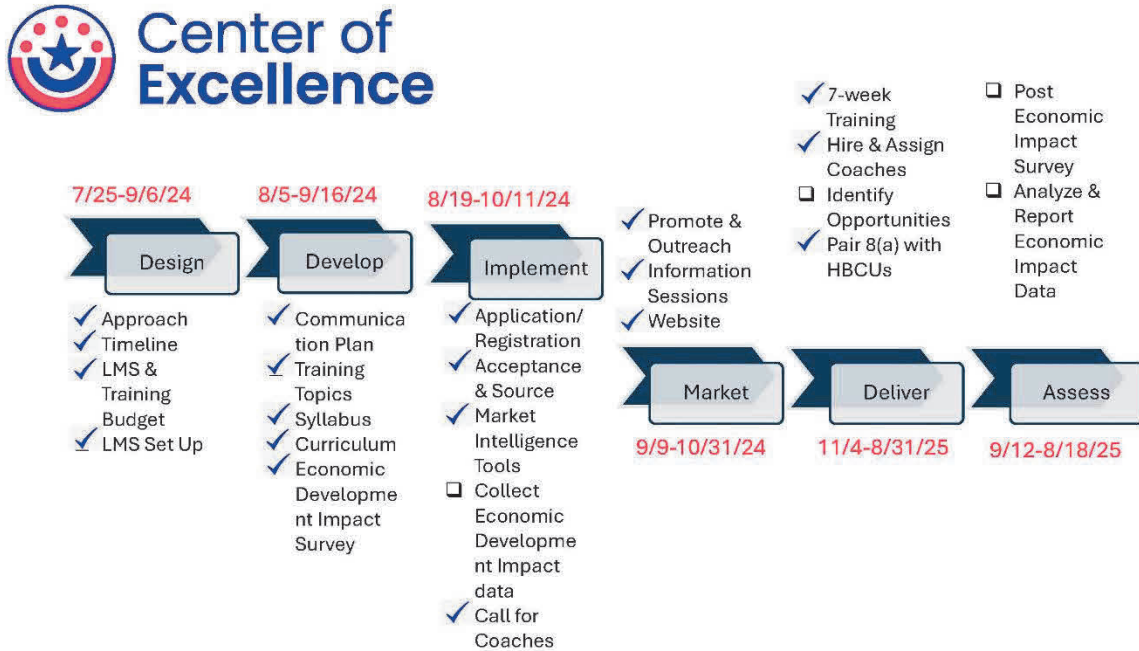 Center of
Excellence
7/25-9/6/24
Design
Approach
Timeline
LMS &
Training
Budget
LMS Set Up
8/5-9/16/24
Develop
Communica
tion Plan
Training
Topics
Syllabus
Curriculum
Economic
Developme
nt Impact
Survey
8/19-10/11/24
Implement
Application/
Registration
Acceptance
& Source
Market
Intelligence
Tools
Collect
Economic
Developme
nt Impact
data
Call for
Coaches
Promote &
Outreach
Information
Sessions
Website
Market
9/9-10/31/24
7-week
Training
Hire & Assign
Coaches
Identify
Opportunities
Pair 8(a) with
HBCUs
Deliver
11/4-8/31/25
Post
Economic
Impact
Survey
Analyze &
Report
Economic
Impact
Data
Assess
9/12-8/18/25